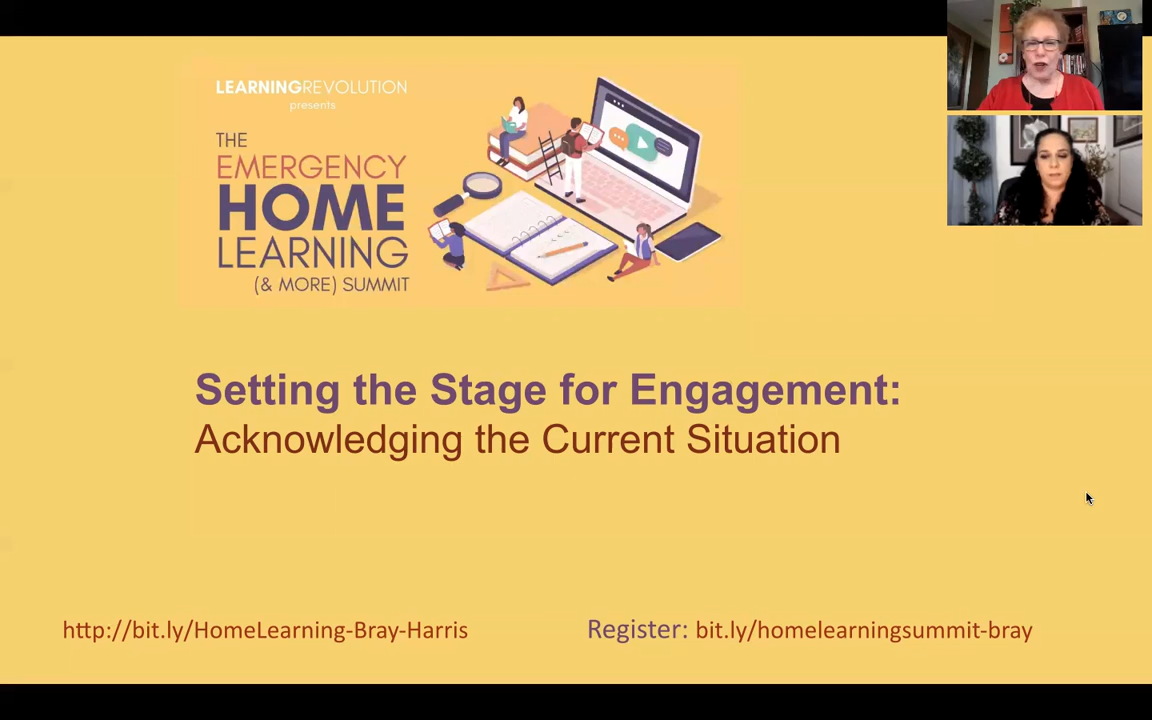 LEARNINGREVOLUTION
presents
THE
EMERGENCY
HOME
LEARNING
(& MORE) SUMMIT
Setting the Stage for Engagement:
Acknowledging the Current Situation
http://bit.ly/HomeLearning-Bray-Harris
Register: bit.ly/homelearningsummit-bray